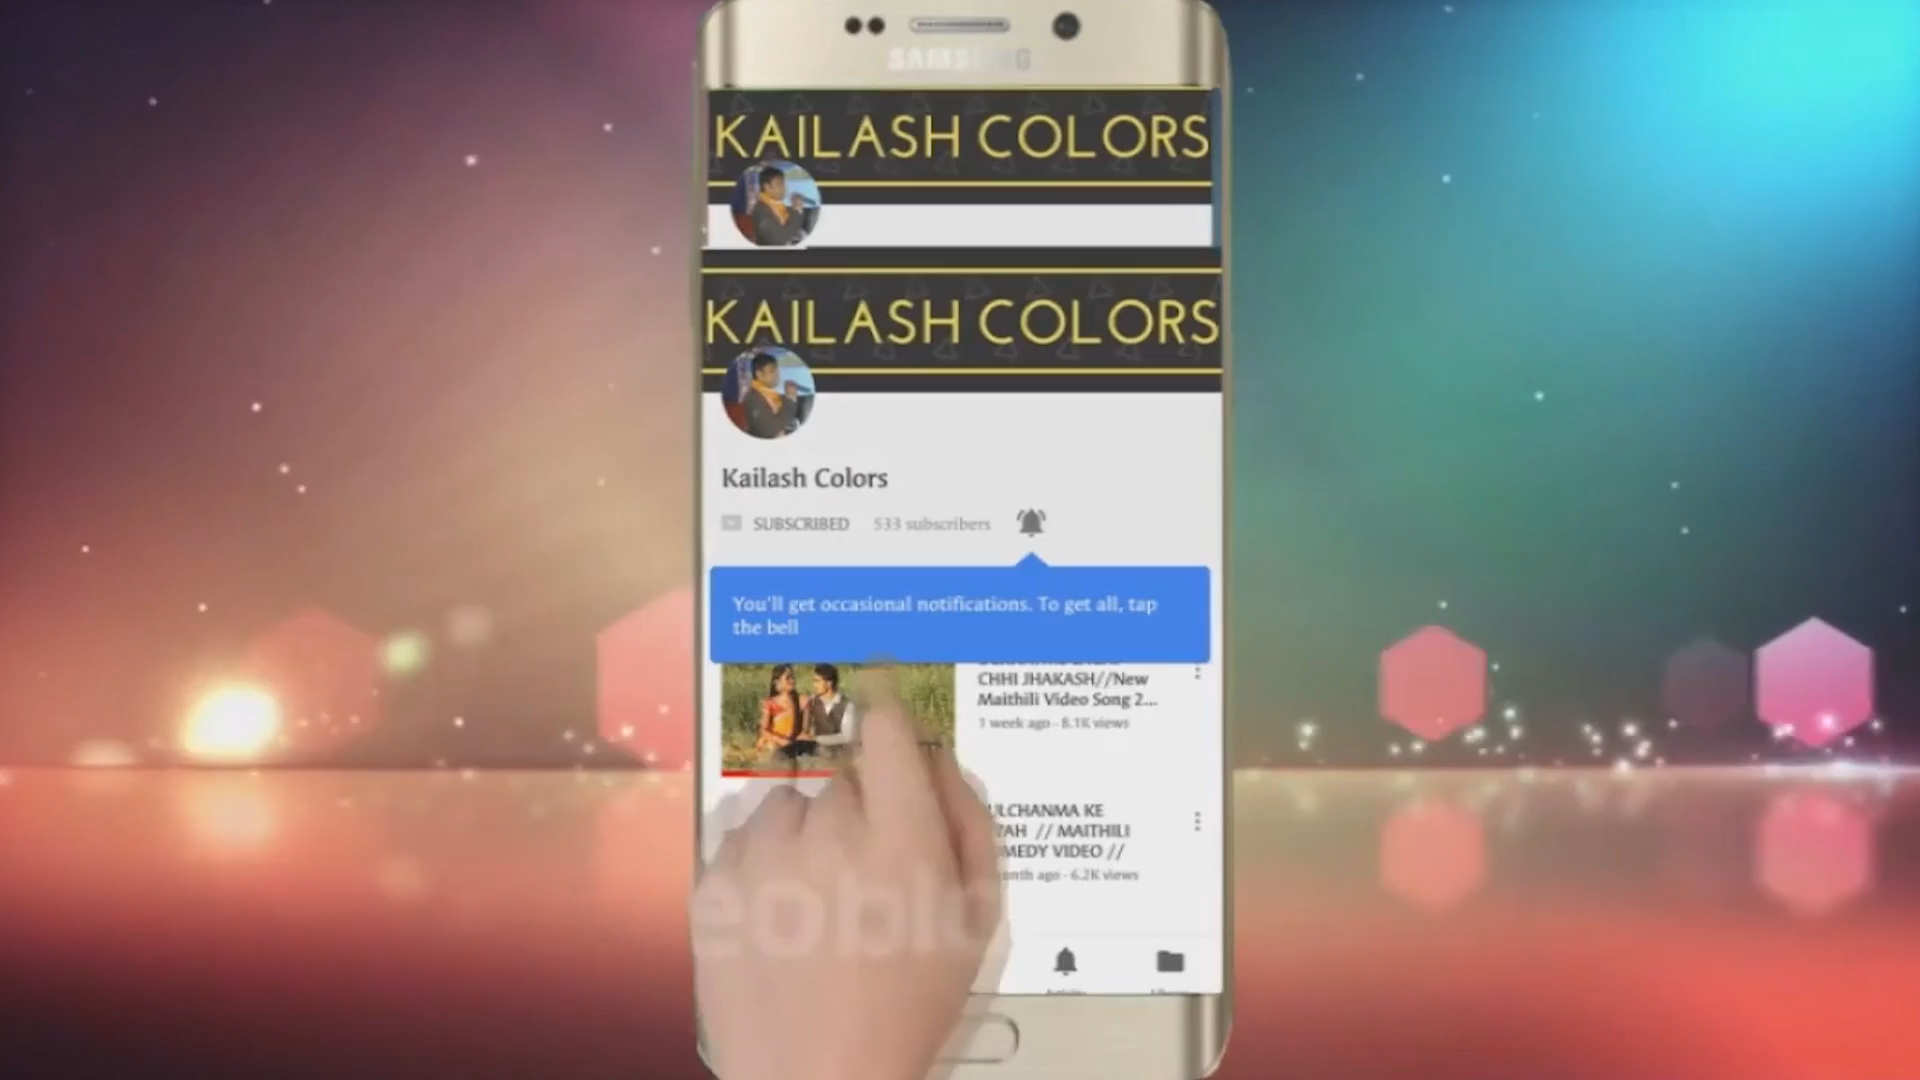 SAMSUNG
KAILASH COLORS
KAILASH COLORS
Kailash Colors
SUBSCRIBED 533 subscribers
You'll get occasional notifications. To get all, tap
the bell
CHHI JHAKASH//New
Maithili Video Song 2...
1 week ago - 8.1K views
KE
// MAITHILI
VIDEO //
ago - 6.2K views